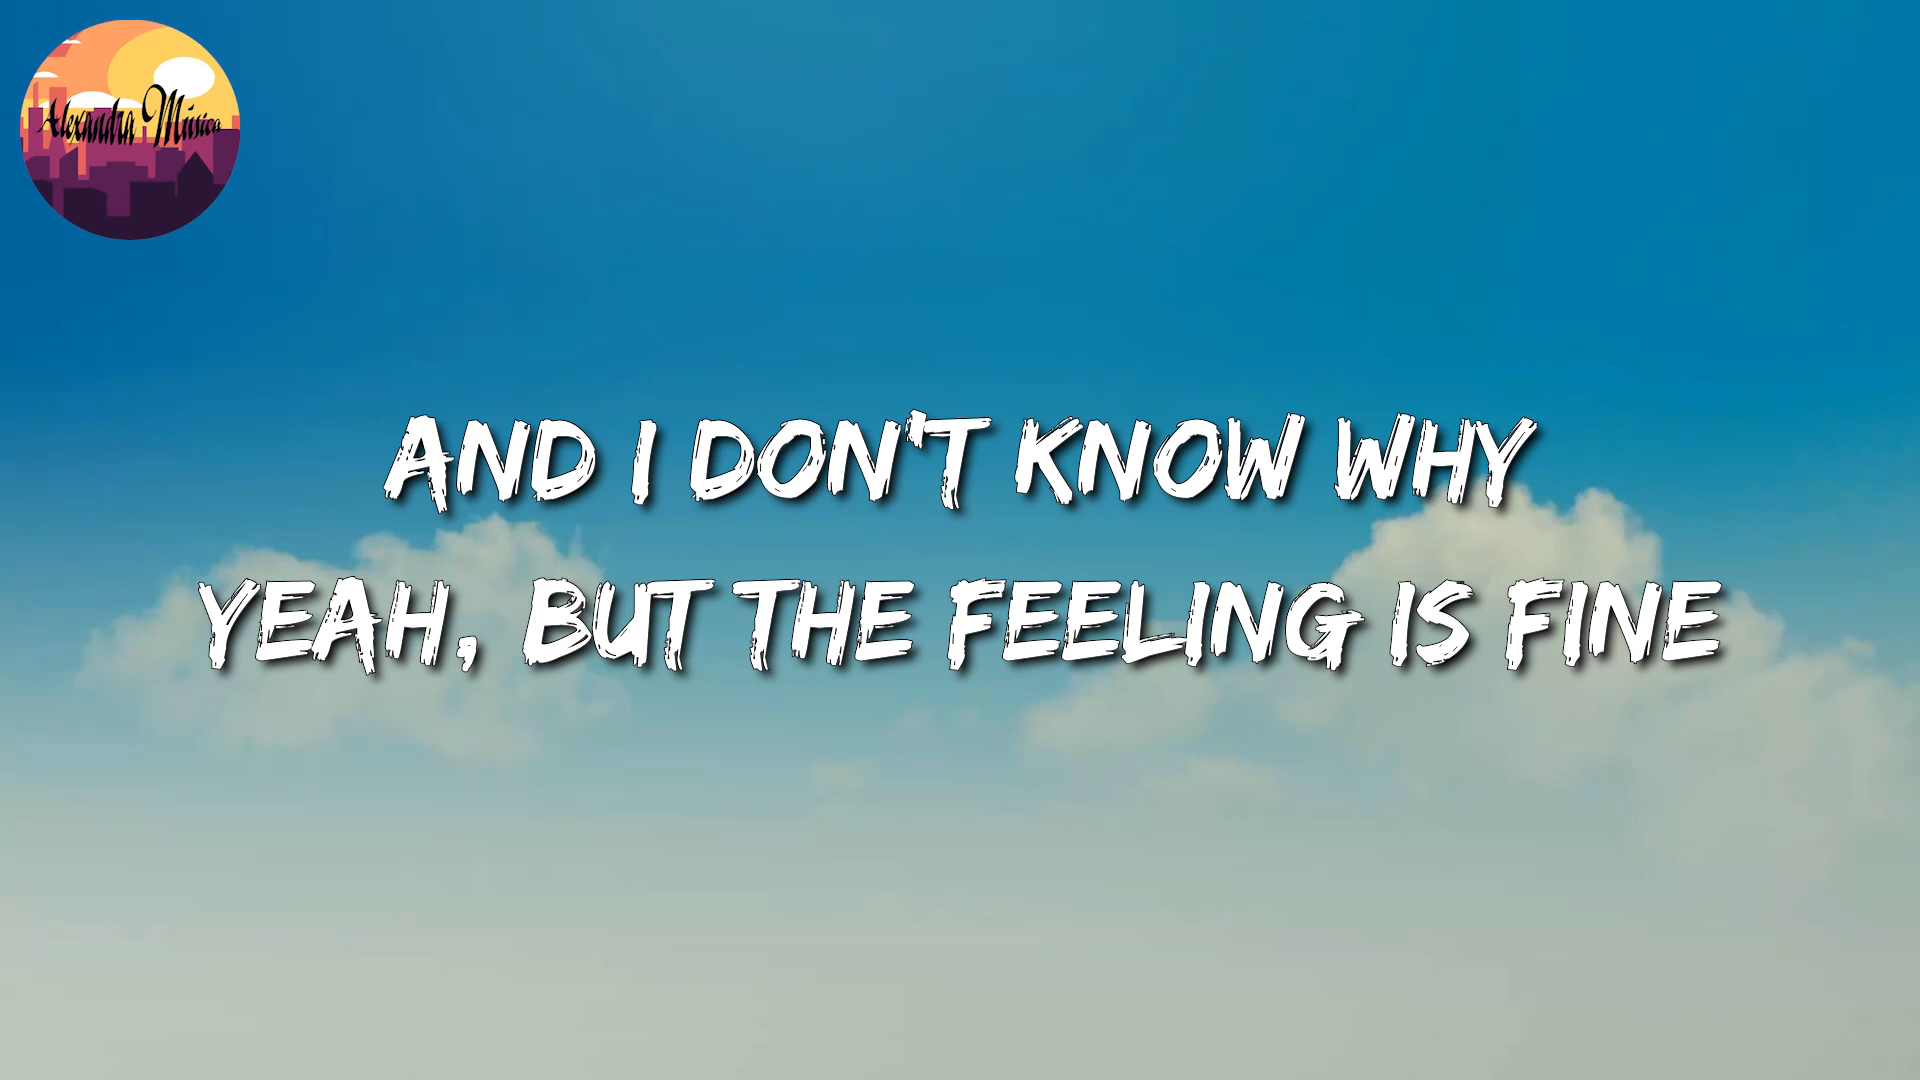 Alexandra Música
AND I DON'T KNOW WHY
YEAH, BUT THE FEELING IS FINE